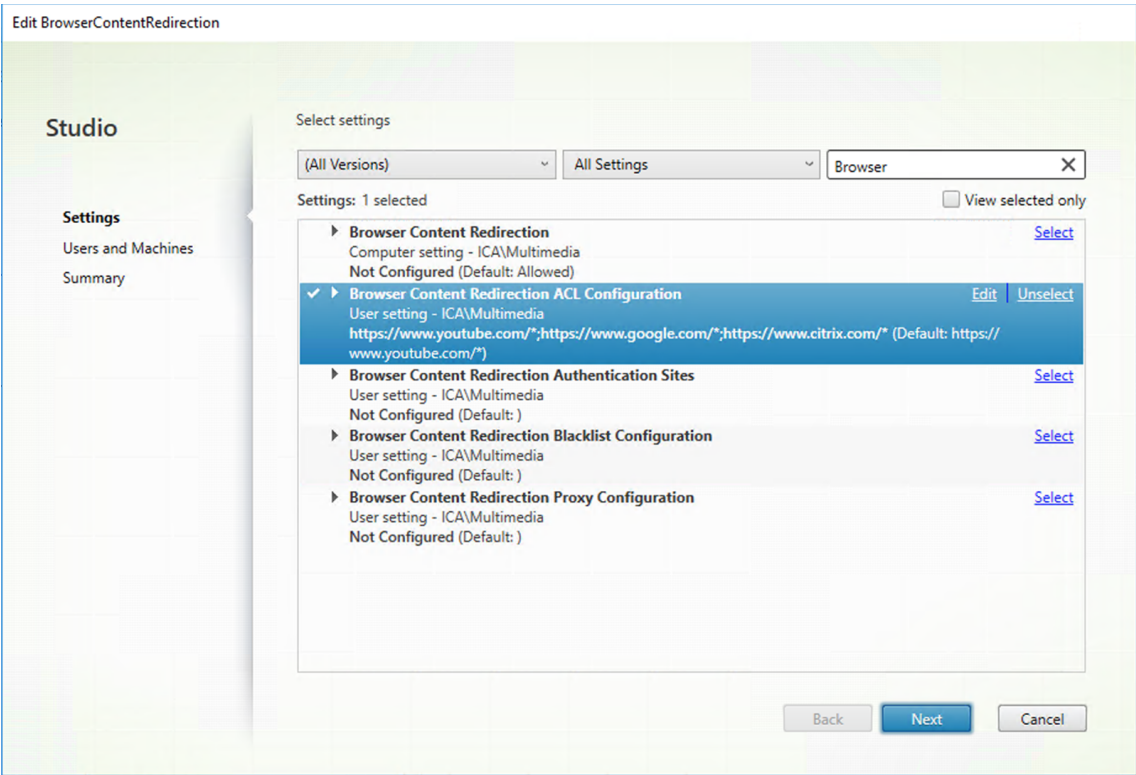 Edit BrowserContentRedirection
Studio
Settings
Users and Machines
Summary
Select settings
(All Versions)
All Settings
Browser
Settings: 1 selected
View selected only
Browser Content Redirection
Select
Computer setting - ICA\Multimedia
Not Configured (Default: Allowed)
Browser Content Redirection ACL Configuration
Edit
Unselect
User setting - ICA\Multimedia
https://www.youtube.com/*;https://www.google.com/*;https://www.citrix.com/* (Default: https://
www.youtube.com/*)
Browser Content Redirection Authentication Sites
Select
User setting - ICA\Multimedia
Not Configured (Default: )
Browser Content Redirection Blacklist Configuration
Select
User setting - ICA\Multimedia
Not Configured (Default: )
Browser Content Redirection Proxy Configuration
Select
User setting - ICA\Multimedia
Not Configured (Default: )
Back
Next
Cancel